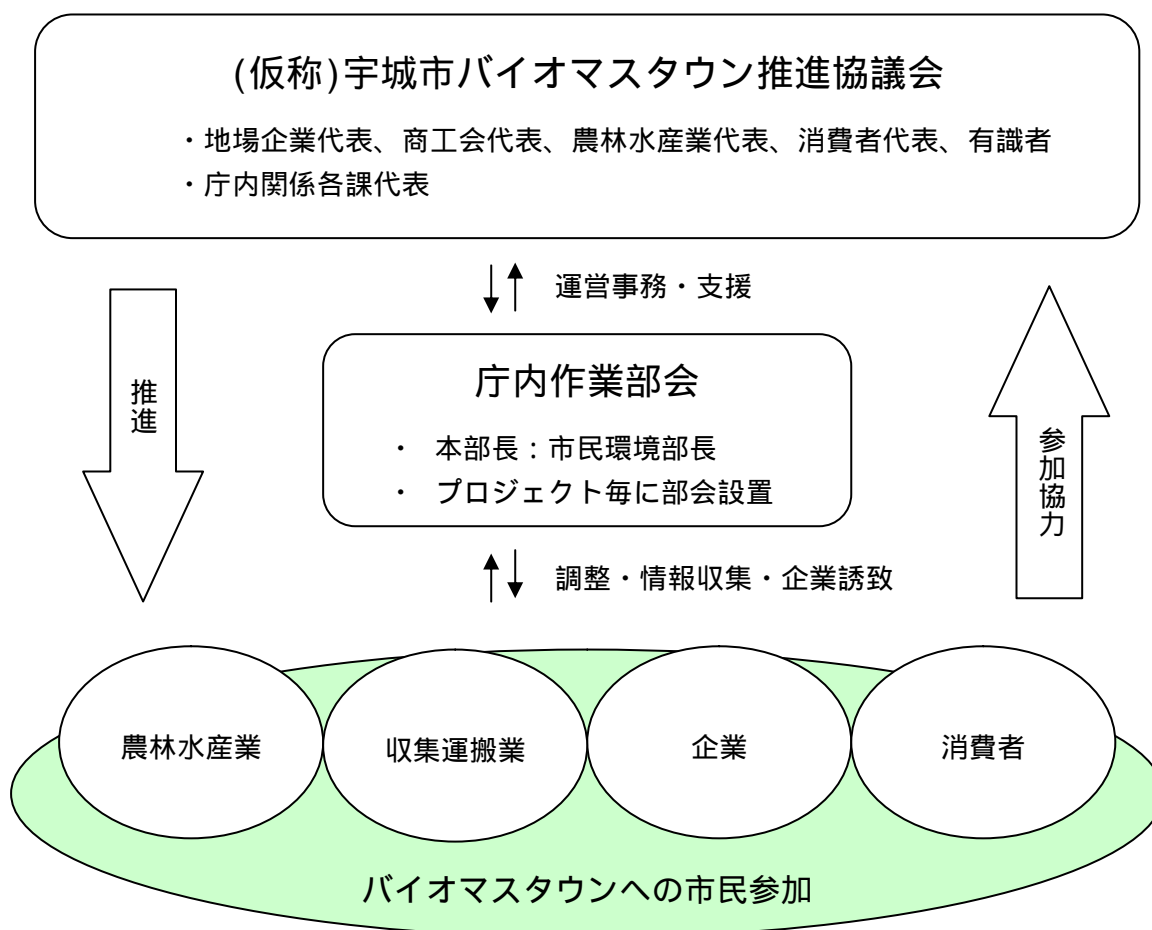 (仮称)宇城市バイオマスタウン推進協議会
・地場企業代表、商工会代表、農林水産業代表、消費者代表、有識者
・庁内関係各課代表
運営事務・支援
推進
庁内作業部会
・ 本部長：市民環境部長
・ プロジェクト毎に部会設置
参加協力
調整・情報収集・企業誘致
農林水産業
収集運搬業
企業
消費者
バイオマスタウンへの市民参加